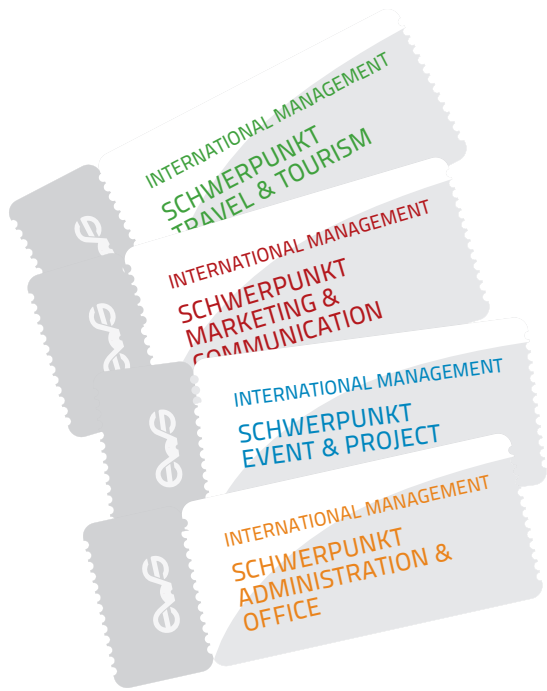 INTERNATIONAL MANAGEMENT
SCHWERPUNKT
TRAVEL & TOURISM
INTERNATIONAL MANAGEMENT
SCHWERPUNKT
MARKETING &
COMMUNICATION
INTERNATIONAL MANAGEMENT
SCHWERPUNKT
EVENT & PROJECT
INTERNATIONAL MANAGEMENT
SCHWERPUNKT
ADMINISTRATION &
OFFICE